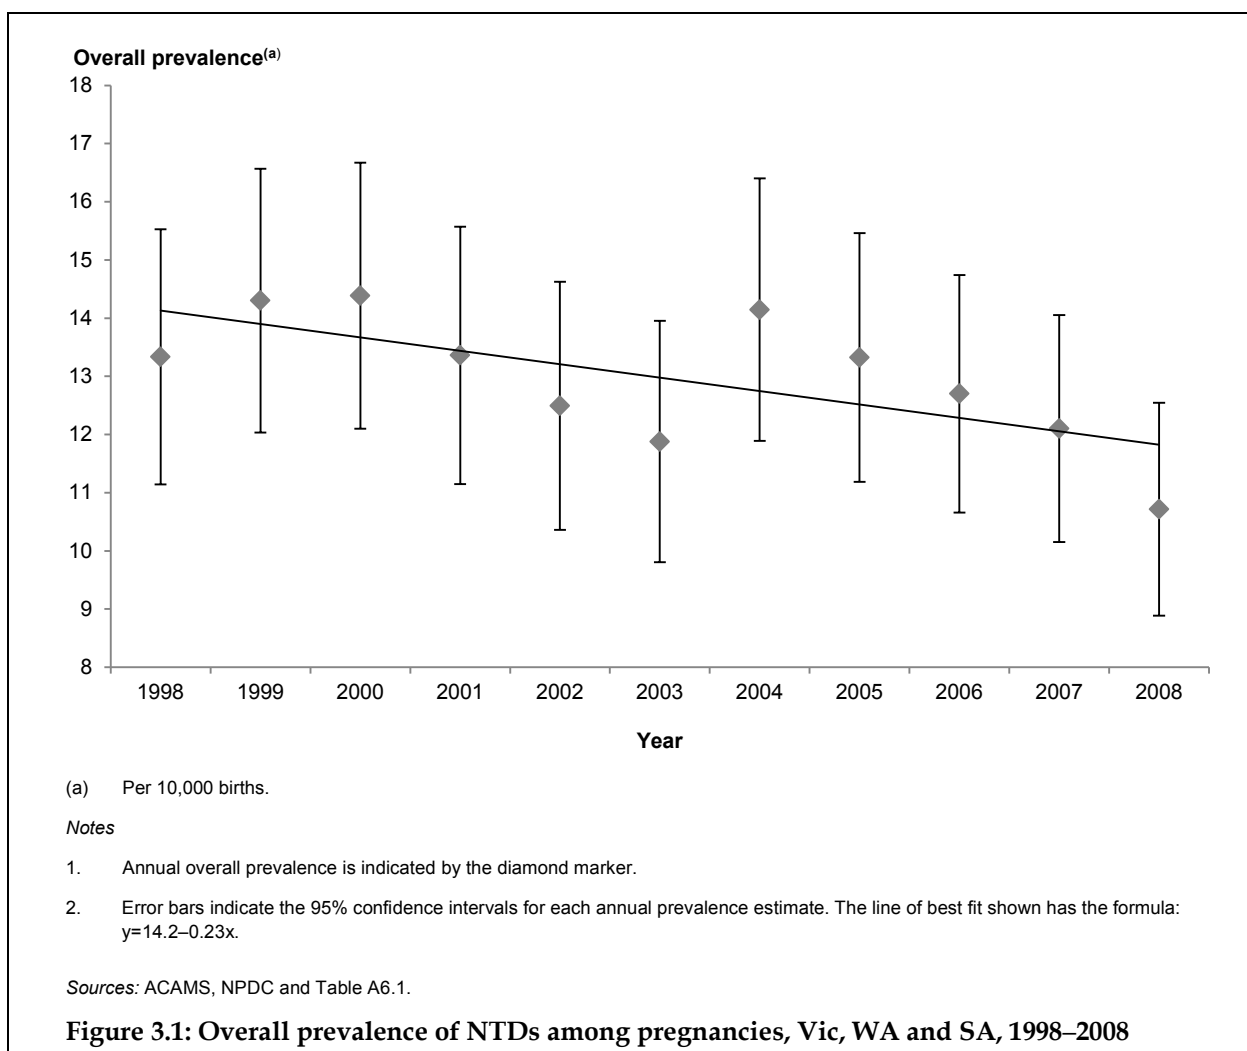 Overall prevalence(a)
18
17
16
15
14
13
12
11
10
9
8
1998 1999 2000 2001 2002 2003 2004 2005 2006 2007 2008
Year
(a) Per 10,000 births.
Notes
1. Annual overall prevalence is indicated by the diamond marker.
2. Error bars indicate the 95% confidence intervals for each annual prevalence estimate. The line of best fit shown has the formula:
y=14.2–0.23x.
Sources: ACAMS, NPDC and Table A6.1.
Figure 3.1: Overall prevalence of NTDs among pregnancies, Vic, WA and SA, 1998–2008